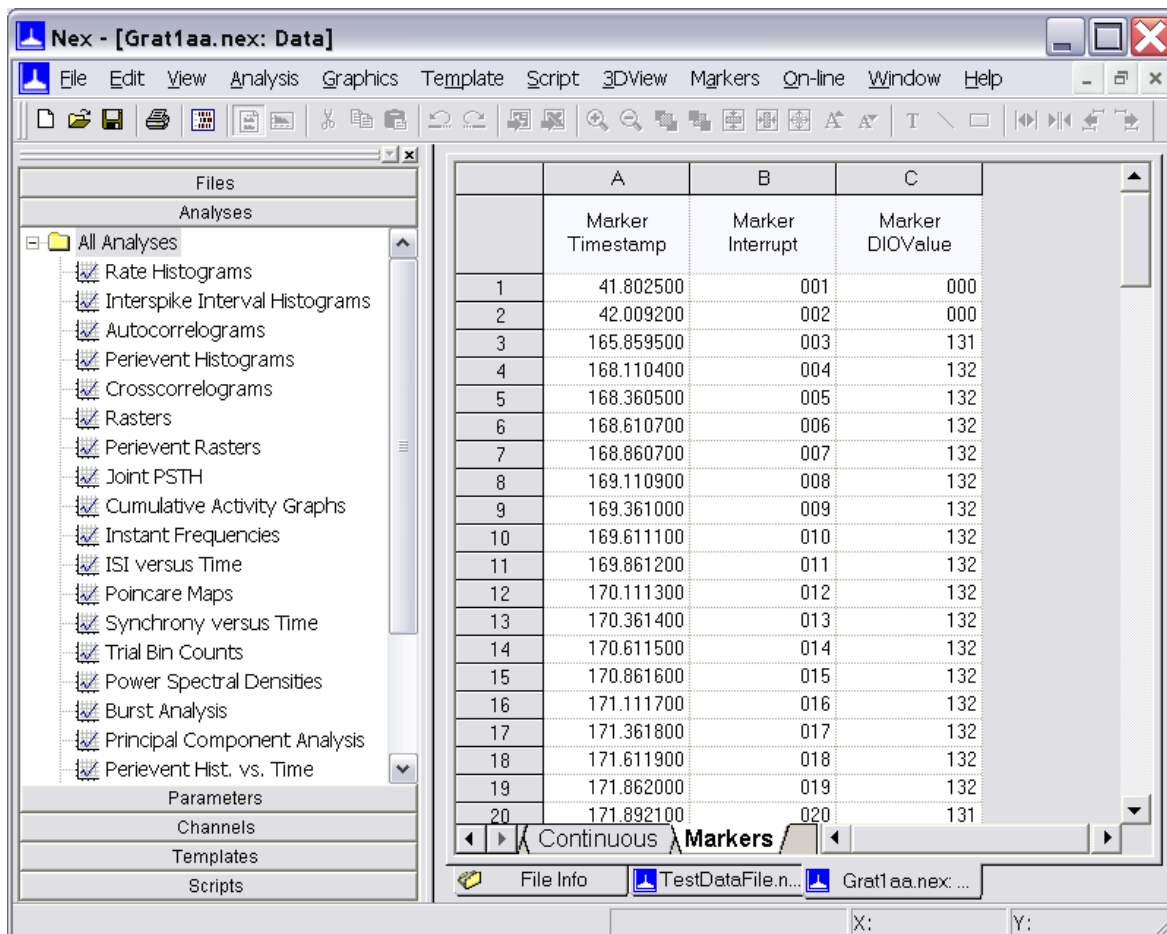 Nex - [Grat1aa.nex: Data]
File Edit View Analysis Graphics Template Script 3DView Markers On-line Window Help
Files
Analyses
All Analyses
Rate Histograms
Interspike Interval Histograms
Autocorrelograms
Perievent Histograms
Crosscorrelograms
Rasters
Perievent Rasters
Joint PSTH
Cumulative Activity Graphs
Instant Frequencies
ISI versus Time
Poincare Maps
Synchrony versus Time
Trial Bin Counts
Power Spectral Densities
Burst Analysis
Principal Component Analysis
Perievent Hist. vs. Time
Parameters
Channels
Templates
Scripts
A B C
Marker Timestamp Marker Interrupt Marker DIOValue
1 41.802500 001 000
2 42.009200 002 000
3 165.859500 003 131
4 168.110400 004 132
5 168.360500 005 132
6 168.610700 006 132
7 168.860700 007 132
8 169.110900 008 132
9 169.361000 009 132
10 169.611100 010 132
11 169.861200 011 132
12 170.111300 012 132
13 170.361400 013 132
14 170.611500 014 132
15 170.861600 015 132
16 171.111700 016 132
17 171.361800 017 132
18 171.611900 018 132
19 171.862000 019 132
20 171.892100 020 131
Continuous Markers
File Info TestDataFile.n... Grat1aa.nex: ...
X: Y: